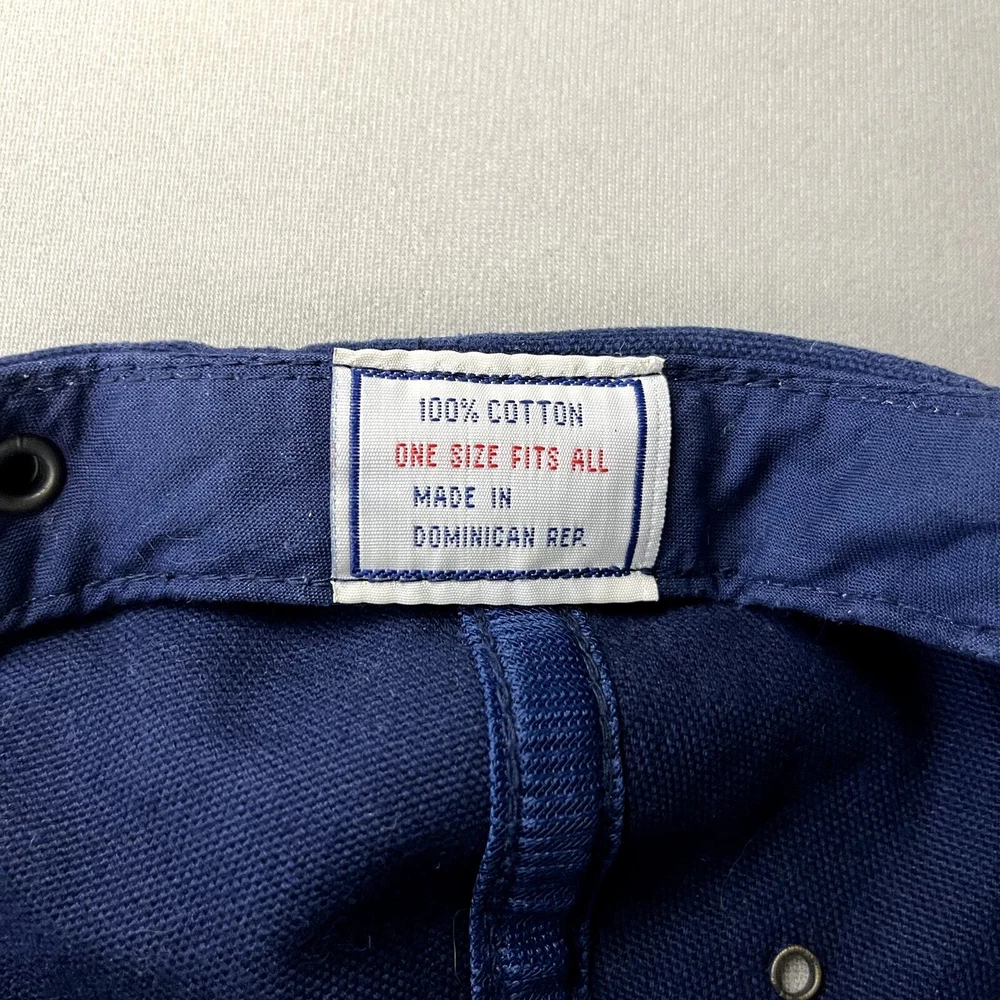 100% COTTON
ONE SIZE FITS ALL
MADE IN
DOMINICAN REP.